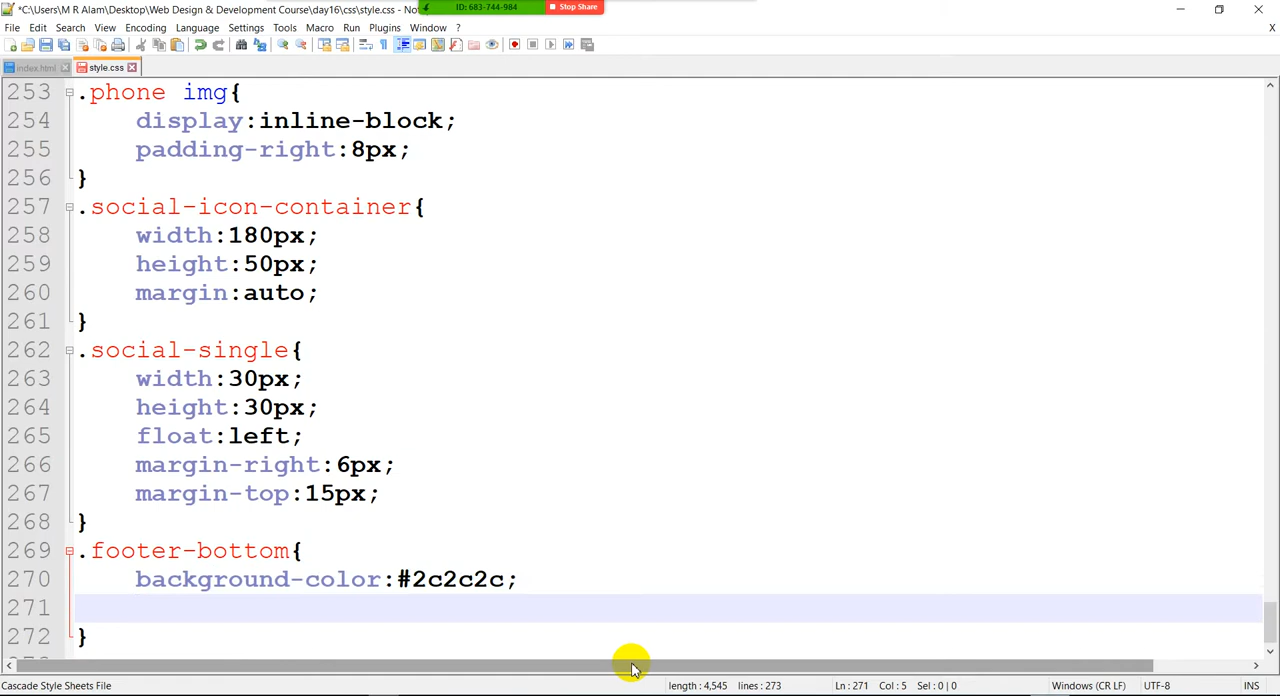 *C:\Users\M R Alam\Desktop\Web Design & Development Course\day16\css\style.css - Not
ID: 683-744-984
Stop Share
File Edit Search View Encoding Language Settings Tools Macro Run Plugins Window ?
X
index.html
style.css
253 .phone img{
254 display:inline-block;
255 padding-right:8px;
256 }
257 .social-icon-container{
258 width:180px;
259 height:50px;
260 margin:auto;
261 }
262 .social-single{
263 width:30px;
264 height:30px;
265 float:left;
266 margin-right:6px;
267 margin-top:15px;
268 }
269 .footer-bottom{
270 background-color:#2c2c2c;
271
272 }
Cascade Style Sheets File
length : 4,545 lines : 273
Ln : 271 Col : 5 Sel : 0 | 0
Windows (CR LF)
UTF-8
INS